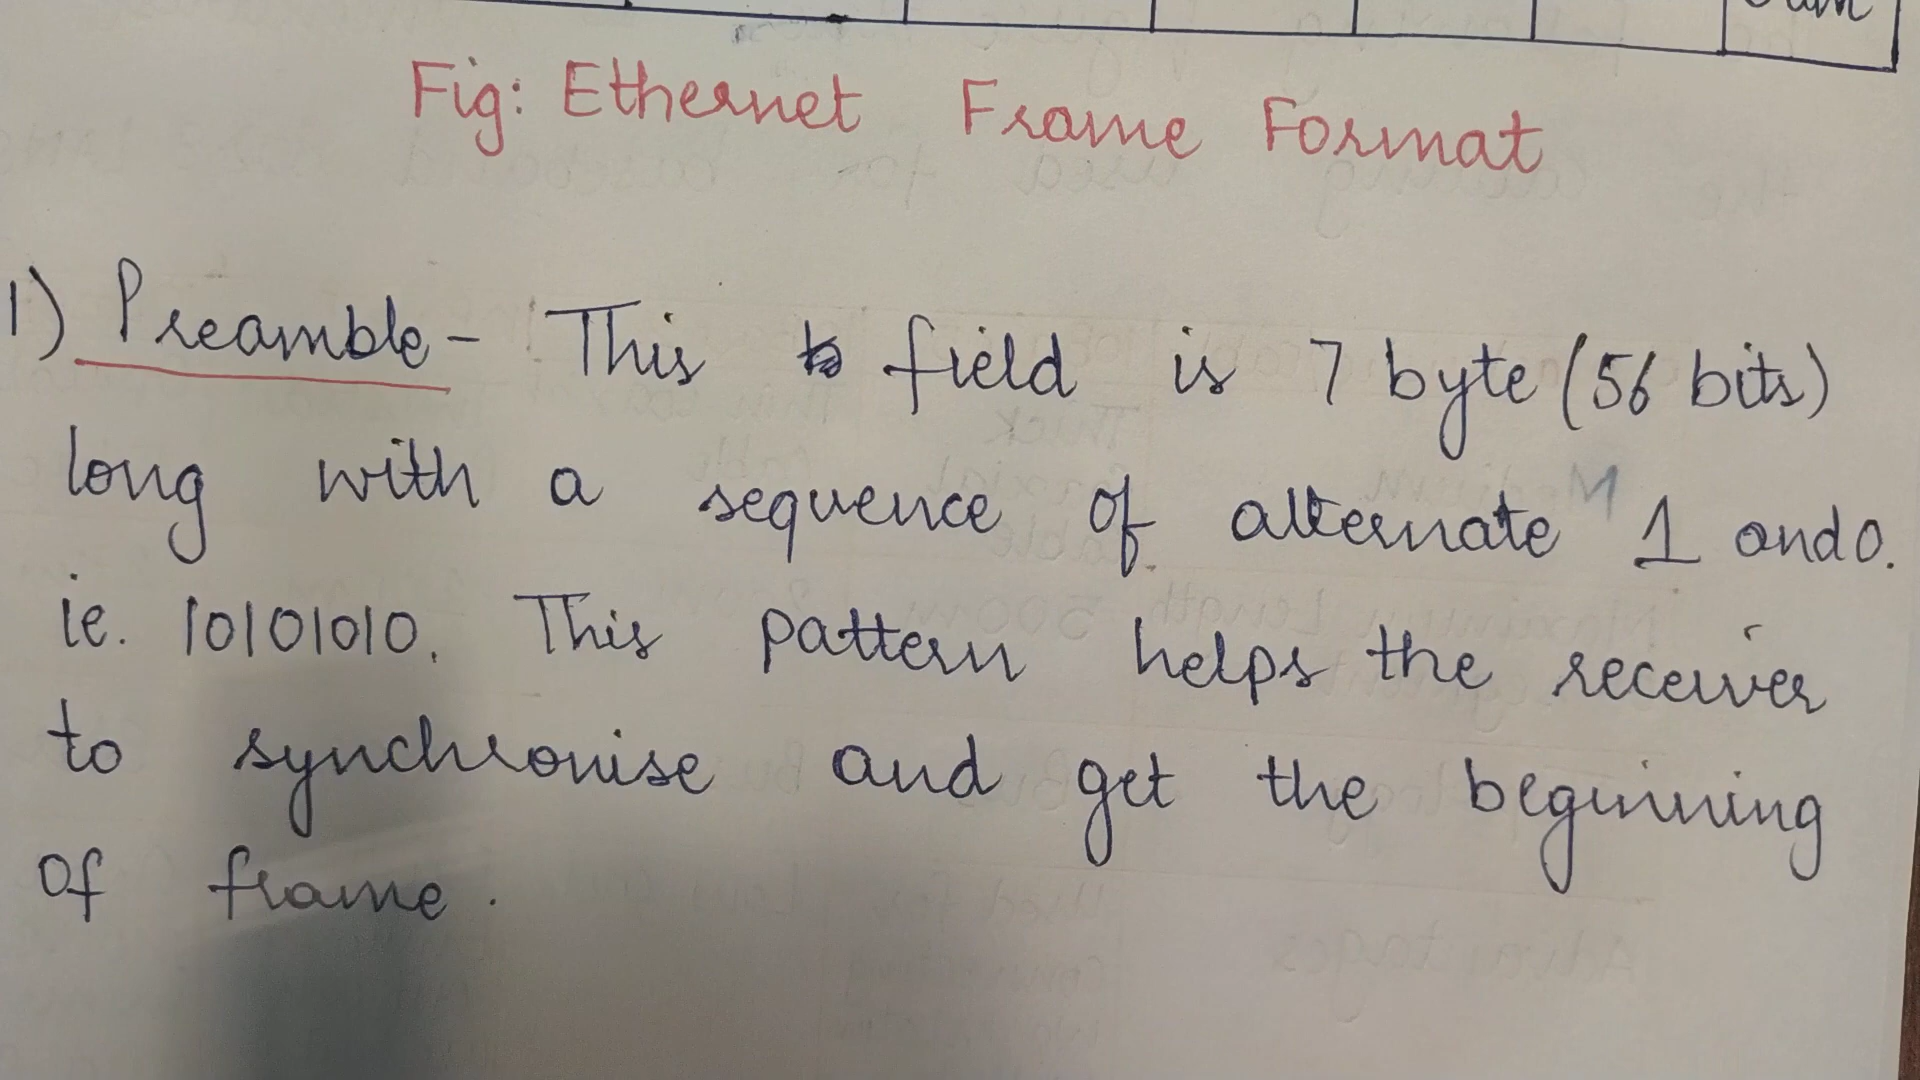 Fig: Ethernet Frame Format
1) Preamble - This field is 7 byte (56 bits)
long with a sequence of alternate 1 and 0.
ie. 10101010. This pattern helps the receiver
to synchronise and get the beginning
of frame.